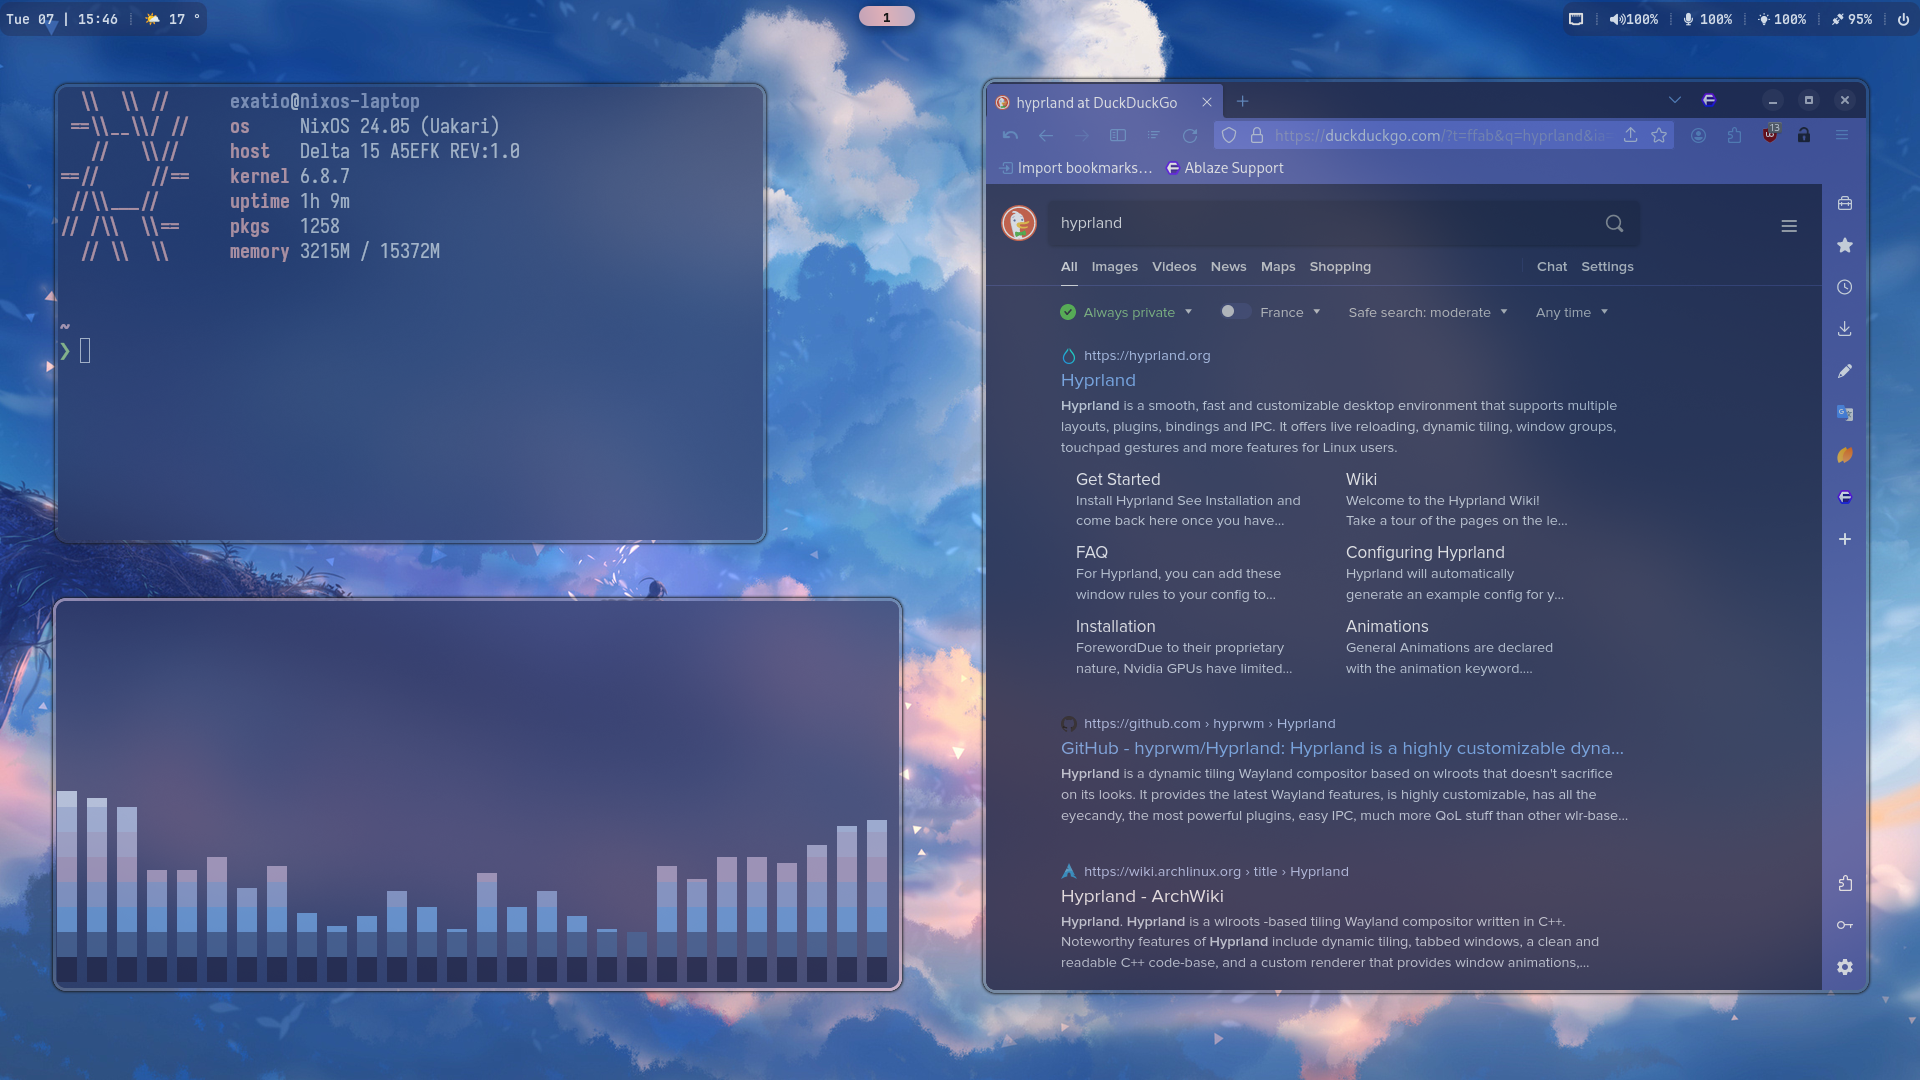 Tue 07 | 15:46 17 °
1
100% 100% 100% 95%
exatio@nixos-laptop
os NixOS 24.05 (Uakari)
host Delta 15 A5EFK REV:1.0
kernel 6.8.7
uptime 1h 9m
pkgs 1258
memory 3215M / 15372M
~
❯
hyprland at DuckDuckGo
https://duckduckgo.com/?t=ffab&q=hyprland&ia=
13
Import bookmarks... Ablaze Support
hyprland
All Images Videos News Maps Shopping Chat Settings
Always private France Safe search: moderate Any time
https://hyprland.org
Hyprland
Hyprland is a smooth, fast and customizable desktop environment that supports multiple
layouts, plugins, bindings and IPC. It offers live reloading, dynamic tiling, window groups,
touchpad gestures and more features for Linux users.
Get Started
Install Hyprland See Installation and
come back here once you have...
Wiki
Welcome to the Hyprland Wiki!
Take a tour of the pages on the le...
FAQ
For Hyprland, you can add these
window rules to your config to...
Configuring Hyprland
Hyprland will automatically
generate an example config for y...
Installation
ForewordDue to their proprietary
nature, Nvidia GPUs have limited...
Animations
General Animations are declared
with the animation keyword....
https://github.com › hyprwm › Hyprland
GitHub - hyprwm/Hyprland: Hyprland is a highly customizable dyna...
Hyprland is a dynamic tiling Wayland compositor based on wlroots that doesn't sacrifice
on its looks. It provides the latest Wayland features, is highly customizable, has all the
eyecandy, the most powerful plugins, easy IPC, much more QoL stuff than other wlr-base...
https://wiki.archlinux.org › title › Hyprland
Hyprland - ArchWiki
Hyprland. Hyprland is a wlroots -based tiling Wayland compositor written in C++.
Noteworthy features of Hyprland include dynamic tiling, tabbed windows, a clean and
readable C++ code-base, and a custom renderer that provides window animations,...